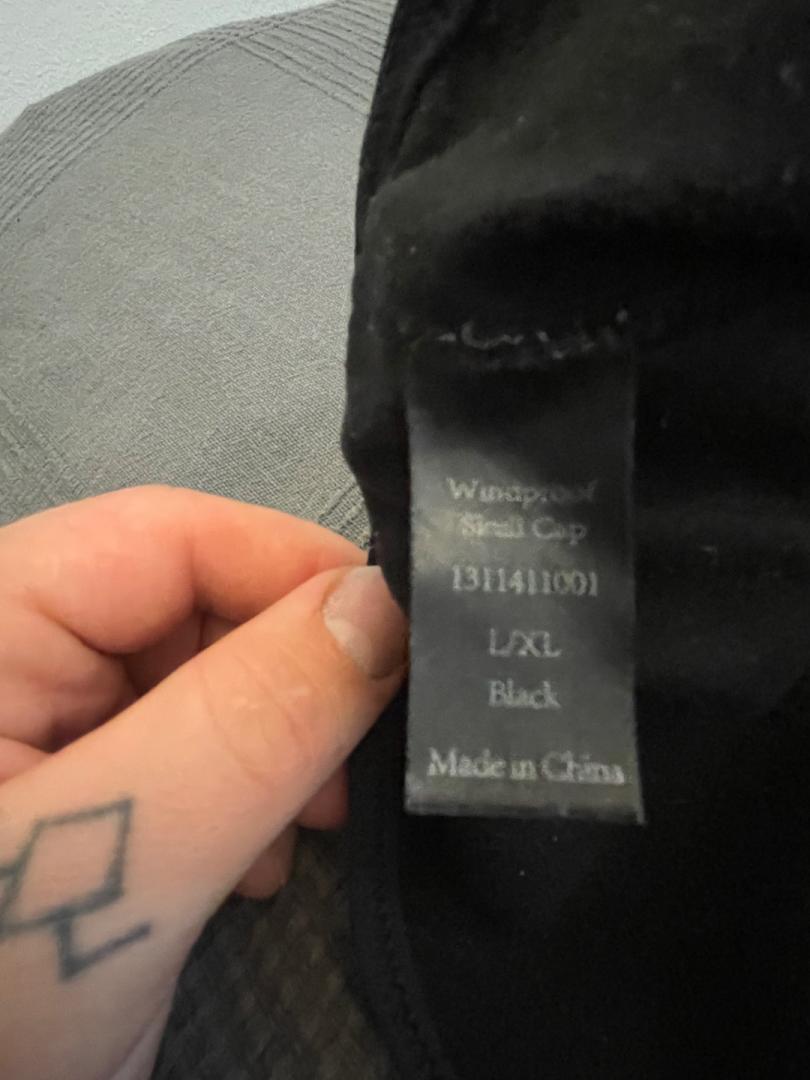 Windproof
Skull Cap
1311411001
L/XL
Black
Made in China